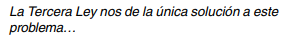 La Tercera Ley nos de la única solución a este
problema…